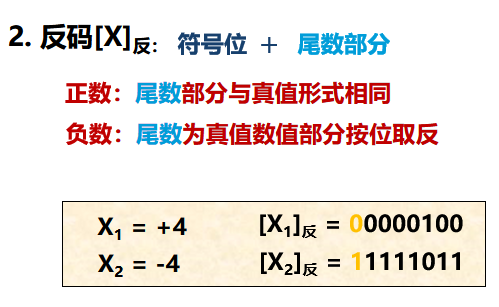 2. 反码[X]反： 符号位 ＋ 尾数部分
正数：尾数部分与真值形式相同
负数：尾数为真值数值部分按位取反
X1 = +4 [X1]反 = 00000100
X2 = -4 [X2]反 = 11111011